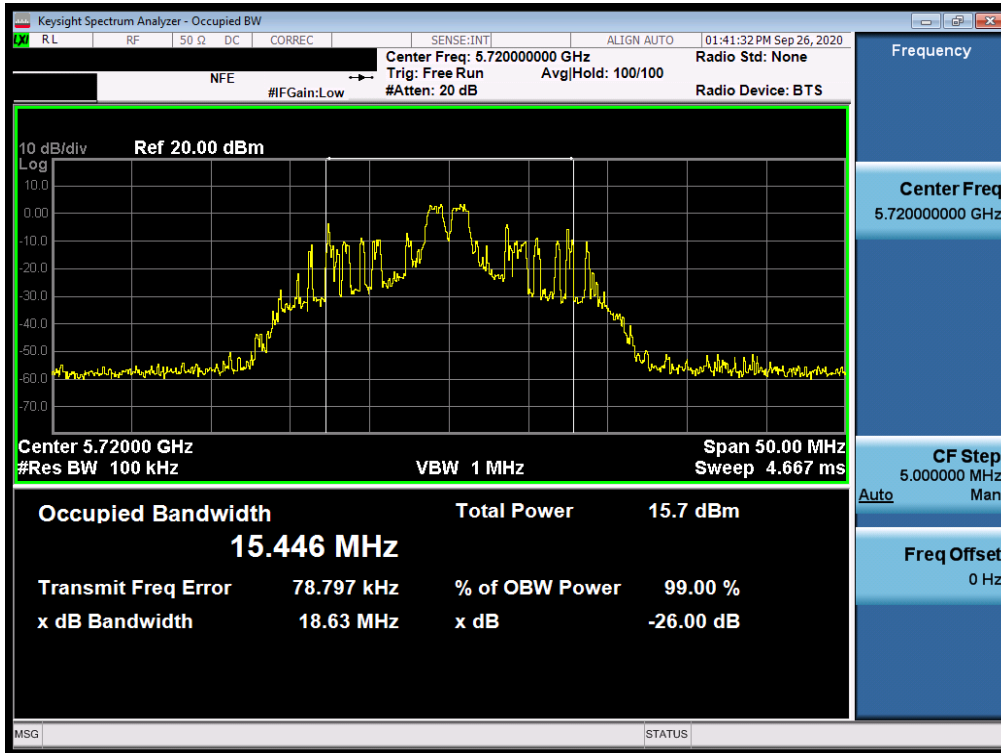 Keysight Spectrum Analyzer - Occupied BW
LXI RL RF 50 Ω DC CORREC SENSE:INT ALIGN AUTO 01:41:32 PM Sep 26, 2020
Center Freq: 5.720000000 GHz Radio Std: None
NFE Trig: Free Run Avg|Hold: 100/100
#IFGain:Low #Atten: 20 dB Radio Device: BTS
10 dB/div Ref 20.00 dBm
Log
10.0
0.00
-10.0
-20.0
-30.0
-40.0
-50.0
-60.0
-70.0
Center 5.72000 GHz Span 50.00 MHz
#Res BW 100 kHz VBW 1 MHz Sweep 4.667 ms
Occupied Bandwidth Total Power 15.7 dBm
15.446 MHz
Transmit Freq Error 78.797 kHz % of OBW Power 99.00 %
x dB Bandwidth 18.63 MHz x dB -26.00 dB
MSG STATUS
Frequency
Center Freq
5.720000000 GHz
CF Step
5.000000 MHz
Auto Man
Freq Offset
0 Hz